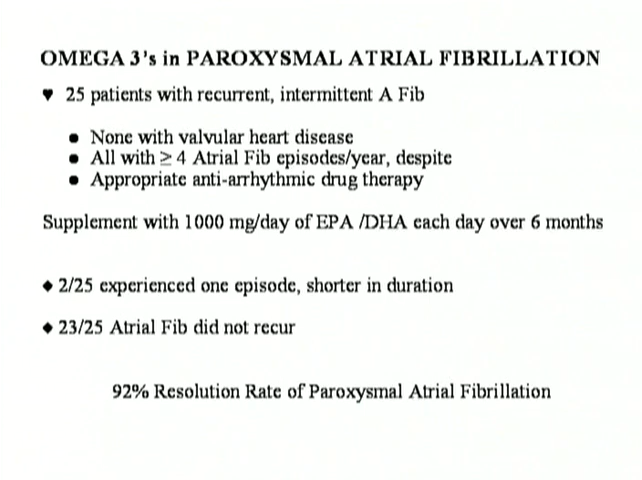 OMEGA 3's in PAROXYSMAL ATRIAL FIBRILLATION
♥ 25 patients with recurrent, intermittent A Fib
● None with valvular heart disease
● All with ≥ 4 Atrial Fib episodes/year, despite
● Appropriate anti-arrhythmic drug therapy
Supplement with 1000 mg/day of EPA /DHA each day over 6 months
◆ 2/25 experienced one episode, shorter in duration
◆ 23/25 Atrial Fib did not recur
92% Resolution Rate of Paroxysmal Atrial Fibrillation